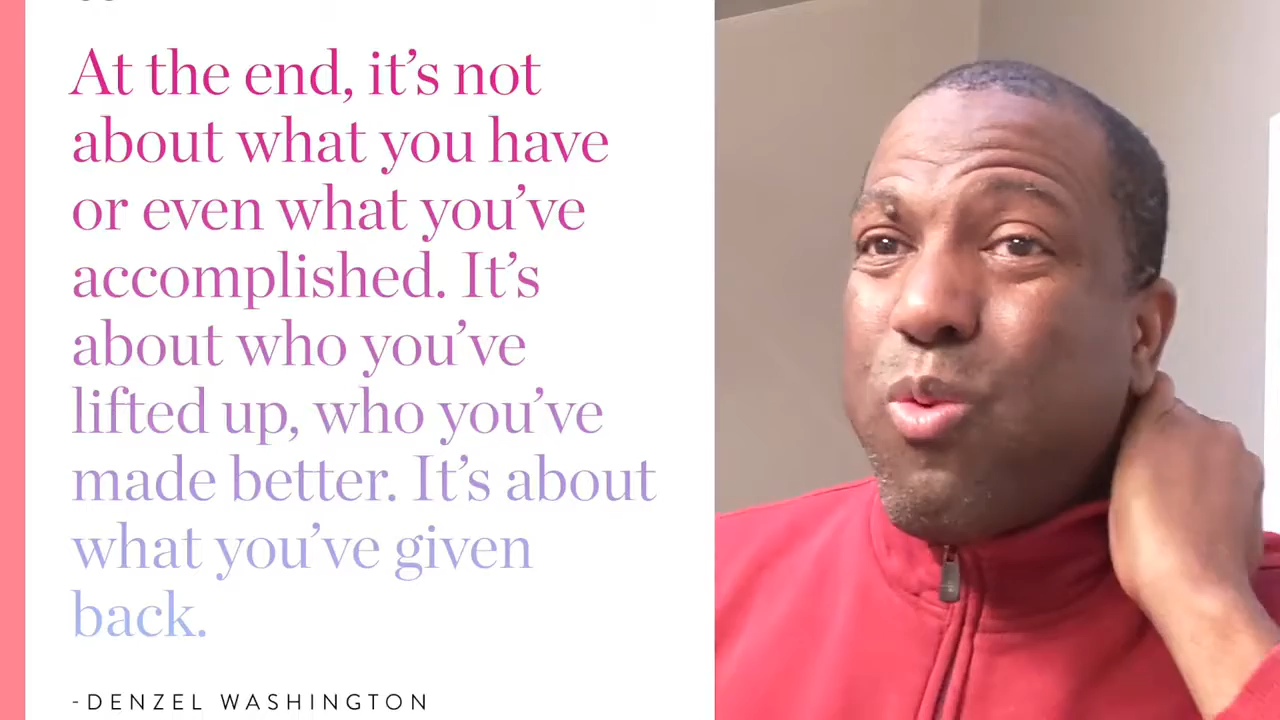 At the end, it's not
about what you have
or even what you've
accomplished. It's
about who you've
lifted up, who you've
made better. It's about
what you've given
back.
-DENZEL WASHINGTON